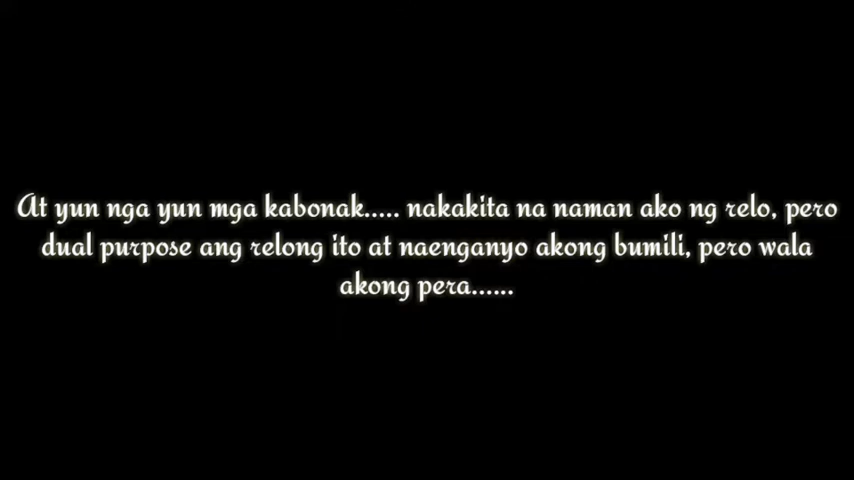 At yun nga yun mga kabonak..... nakakita na naman ako ng relo, pero
dual purpose ang relong ito at naenganyo akong bumili, pero wala
akong pera......